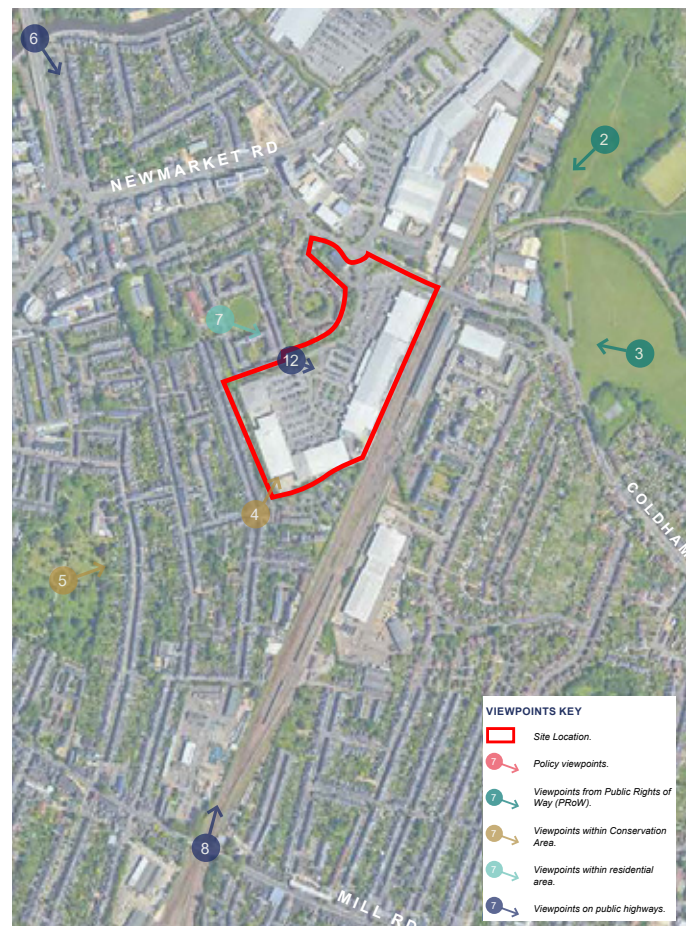 6
2
NEWMARKET RD
7
3
12
COLDHAM
4
5
8
MILL RD
VIEWPOINTS KEY
Site Location.
7
Policy viewpoints.
7
Viewpoints from Public Rights of
Way (PRoW).
7
Viewpoints within Conservation
Area.
7
Viewpoints within residential
area.
7
Viewpoints on public highways.